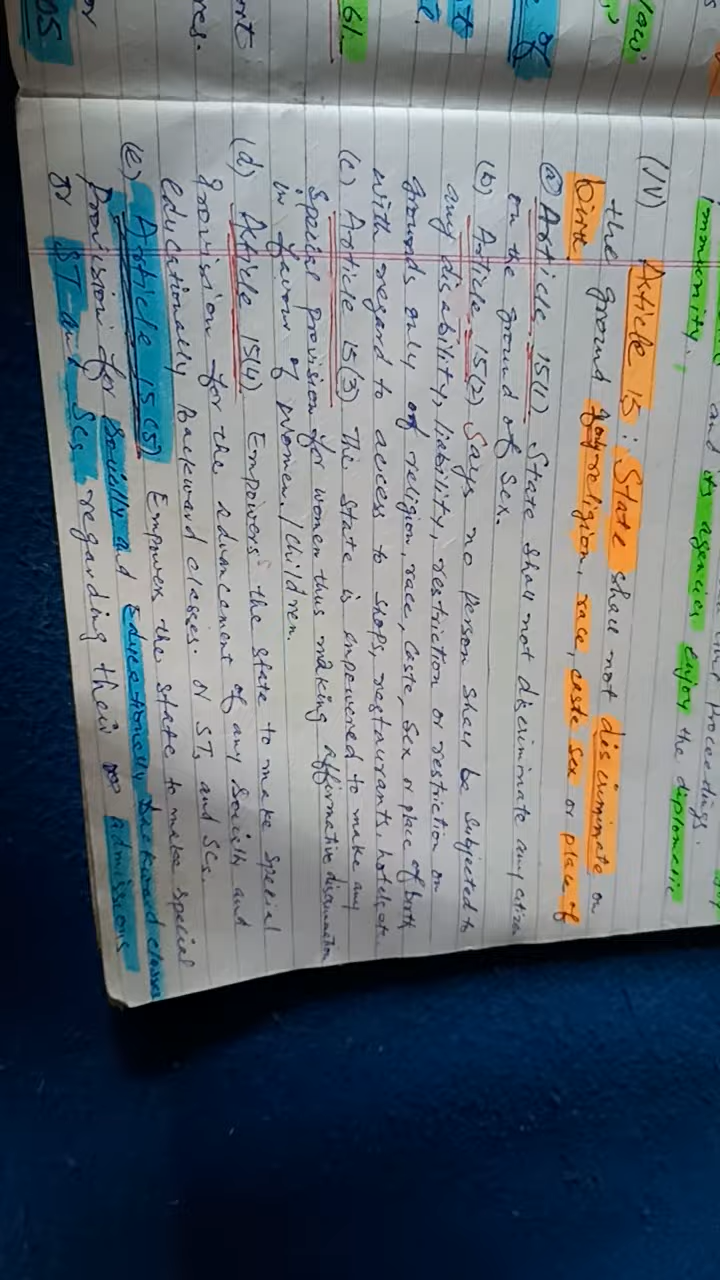 and its agencies enjoy the diplomatic
immunity.
Proceedings.
(IV) Article 15: State shall not discriminate on
the ground of religion, race, caste sex or place of
birth.
(a) Article 15(1) State shall not discriminate any citizen
on the ground of sex.
(b) Article 15(2) Says no person shall be subjected to
any disability, liability, restriction or restriction on
grounds only of religion, race, caste, sex or place of birth
with regard to access to shops, restaurants, hotels etc.
(c) Article 15(3) The State is empowered to make any
special provision for women thus making affirmative discrimination
in favour of women/children.
(d) Article 15(4) Empowers the state to make special
provision for the advancement of any socially and
educationally Backward classes or ST, and SCs.
(e) Article 15(5) Empower the state to make special
provision for socially and Educationally Backward classes
or ST and SCs regarding their admissions